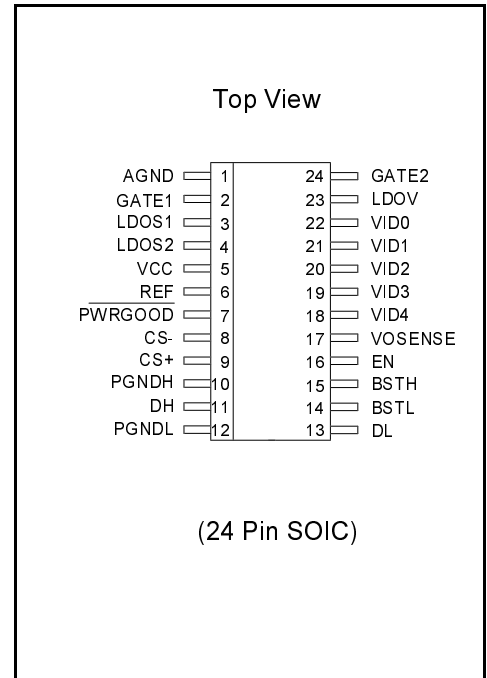 Top View
AGND 1 24 GATE2
GATE1 2 23 LDOV
LDOS1 3 22 VID0
LDOS2 4 21 VID1
VCC 5 20 VID2
REF 6 19 VID3
PWRGOOD 7 18 VID4
CS- 8 17 VOSENSE
CS+ 9 16 EN
PGNDH 10 15 BSTH
DH 11 14 BSTL
PGNDL 12 13 DL
(24 Pin SOIC)